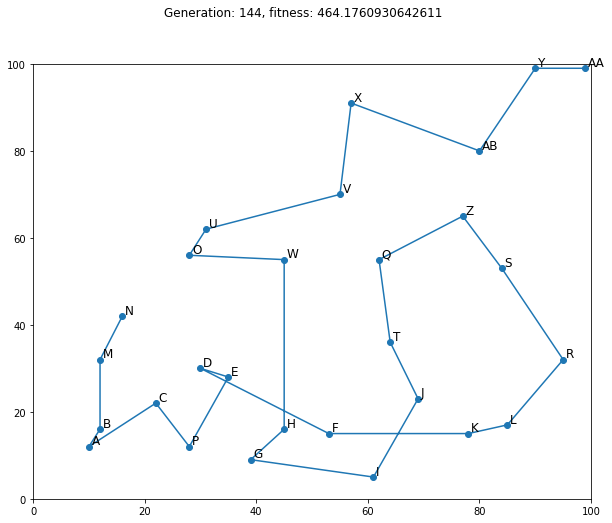 Generation: 144, fitness: 464.1760930642611
100
Y
AA
X
80
AB
V
Z
U
60
O
W
Q
S
N
40
T
M
R
D
E
J
20
C
B
H
F
K
L
A
P
G
I
0
0
20
40
60
80
100